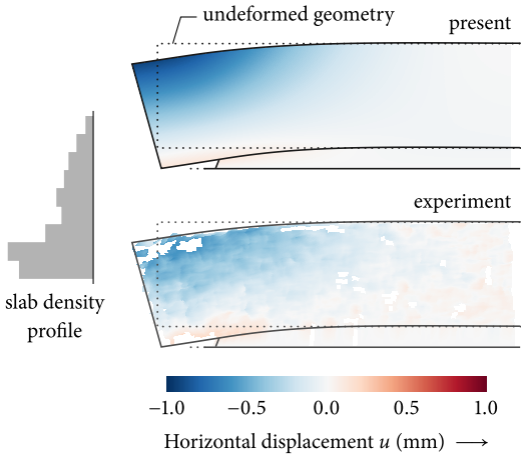 undeformed geometry
present
experiment
slab density
profile
−1.0 −0.5 0.0 0.5 1.0
Horizontal displacement u (mm) ⟶